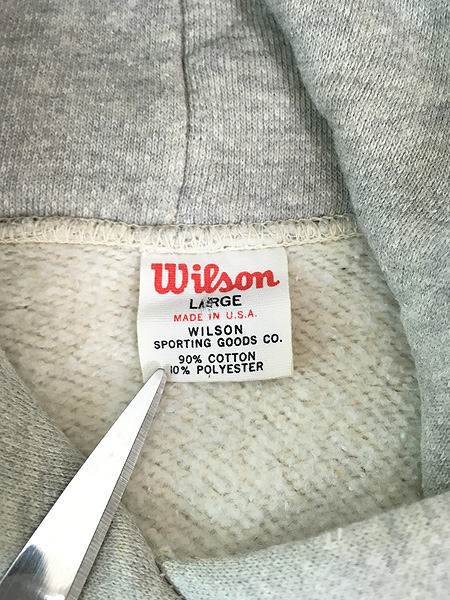 Wilson
LARGE
MADE IN U.S.A.
WILSON
SPORTING GOODS CO.
90% COTTON
10% POLYESTER